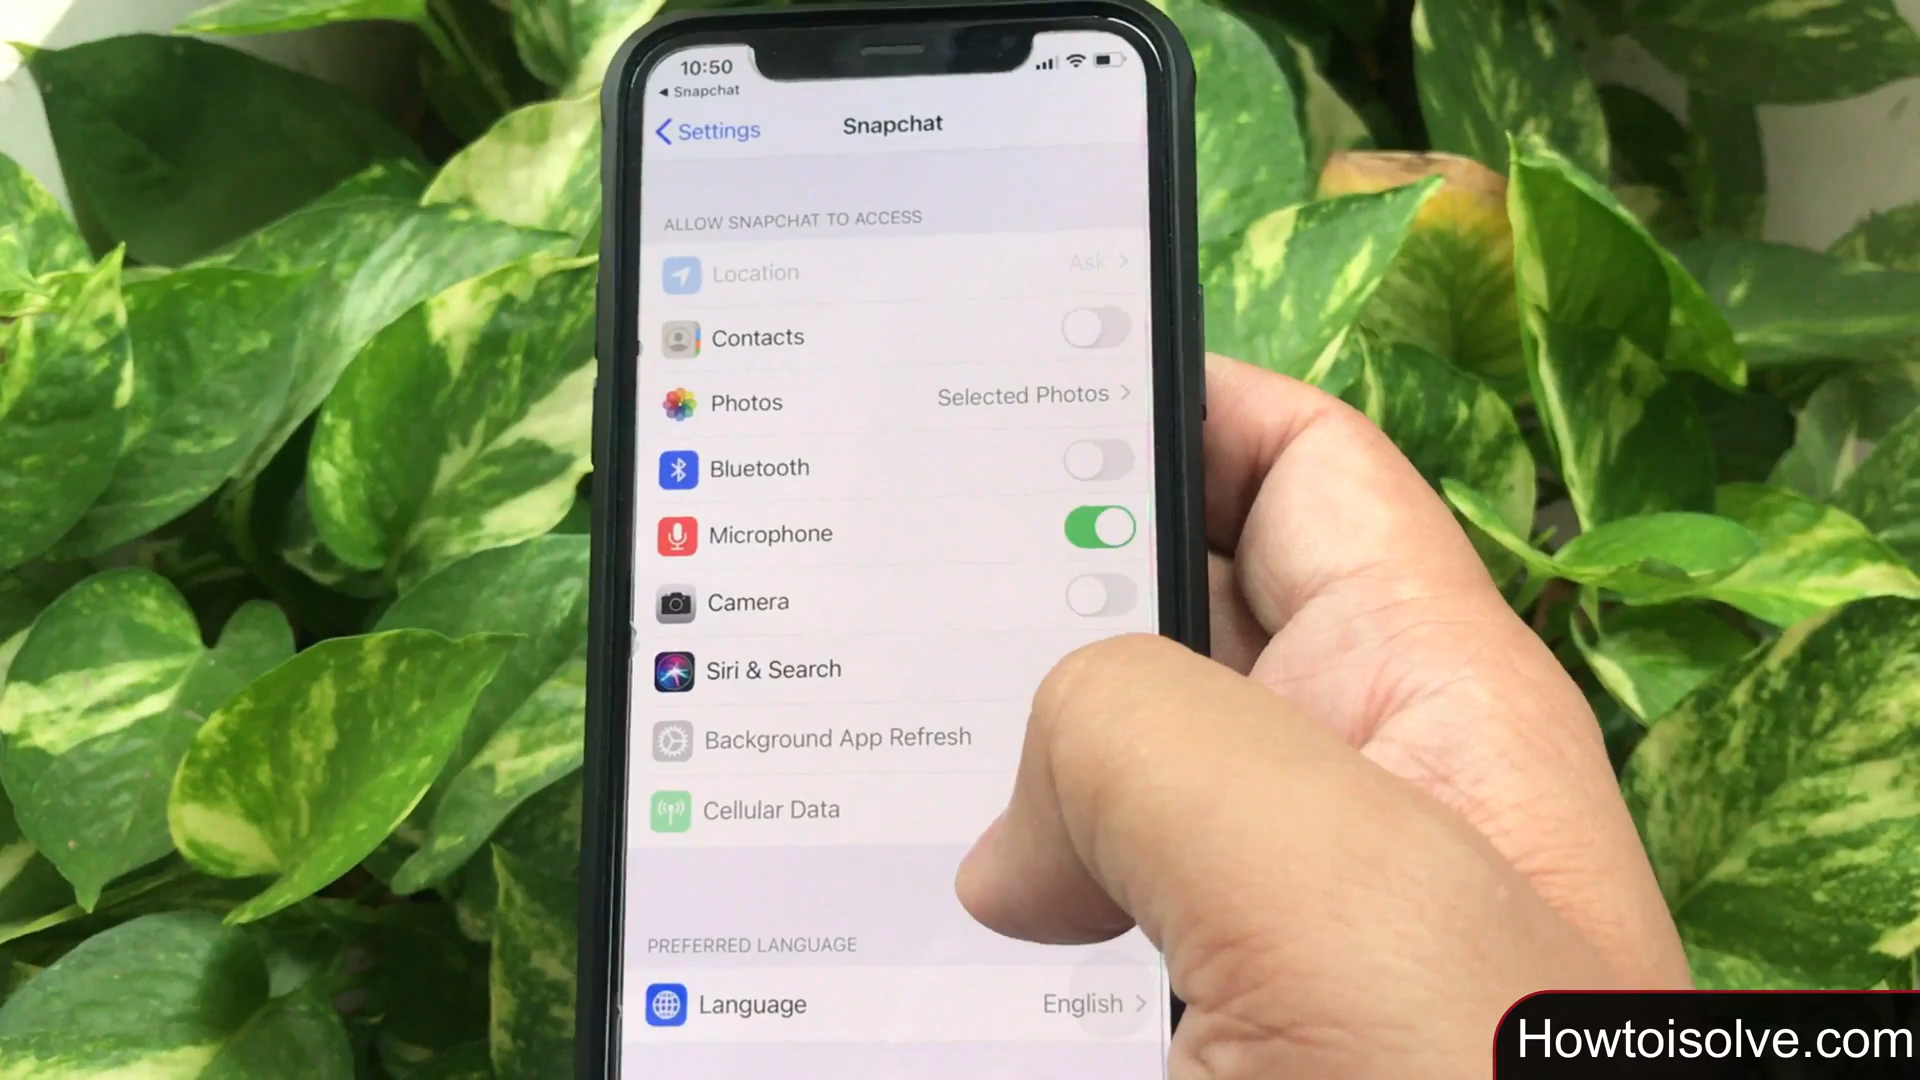 10:50
◀ Snapchat
Settings Snapchat
ALLOW SNAPCHAT TO ACCESS
Location Ask
Contacts
Photos Selected Photos
Bluetooth
Microphone
Camera
Siri & Search
Background App Refresh
Cellular Data
PREFERRED LANGUAGE
Language English
Howtoisolve.com